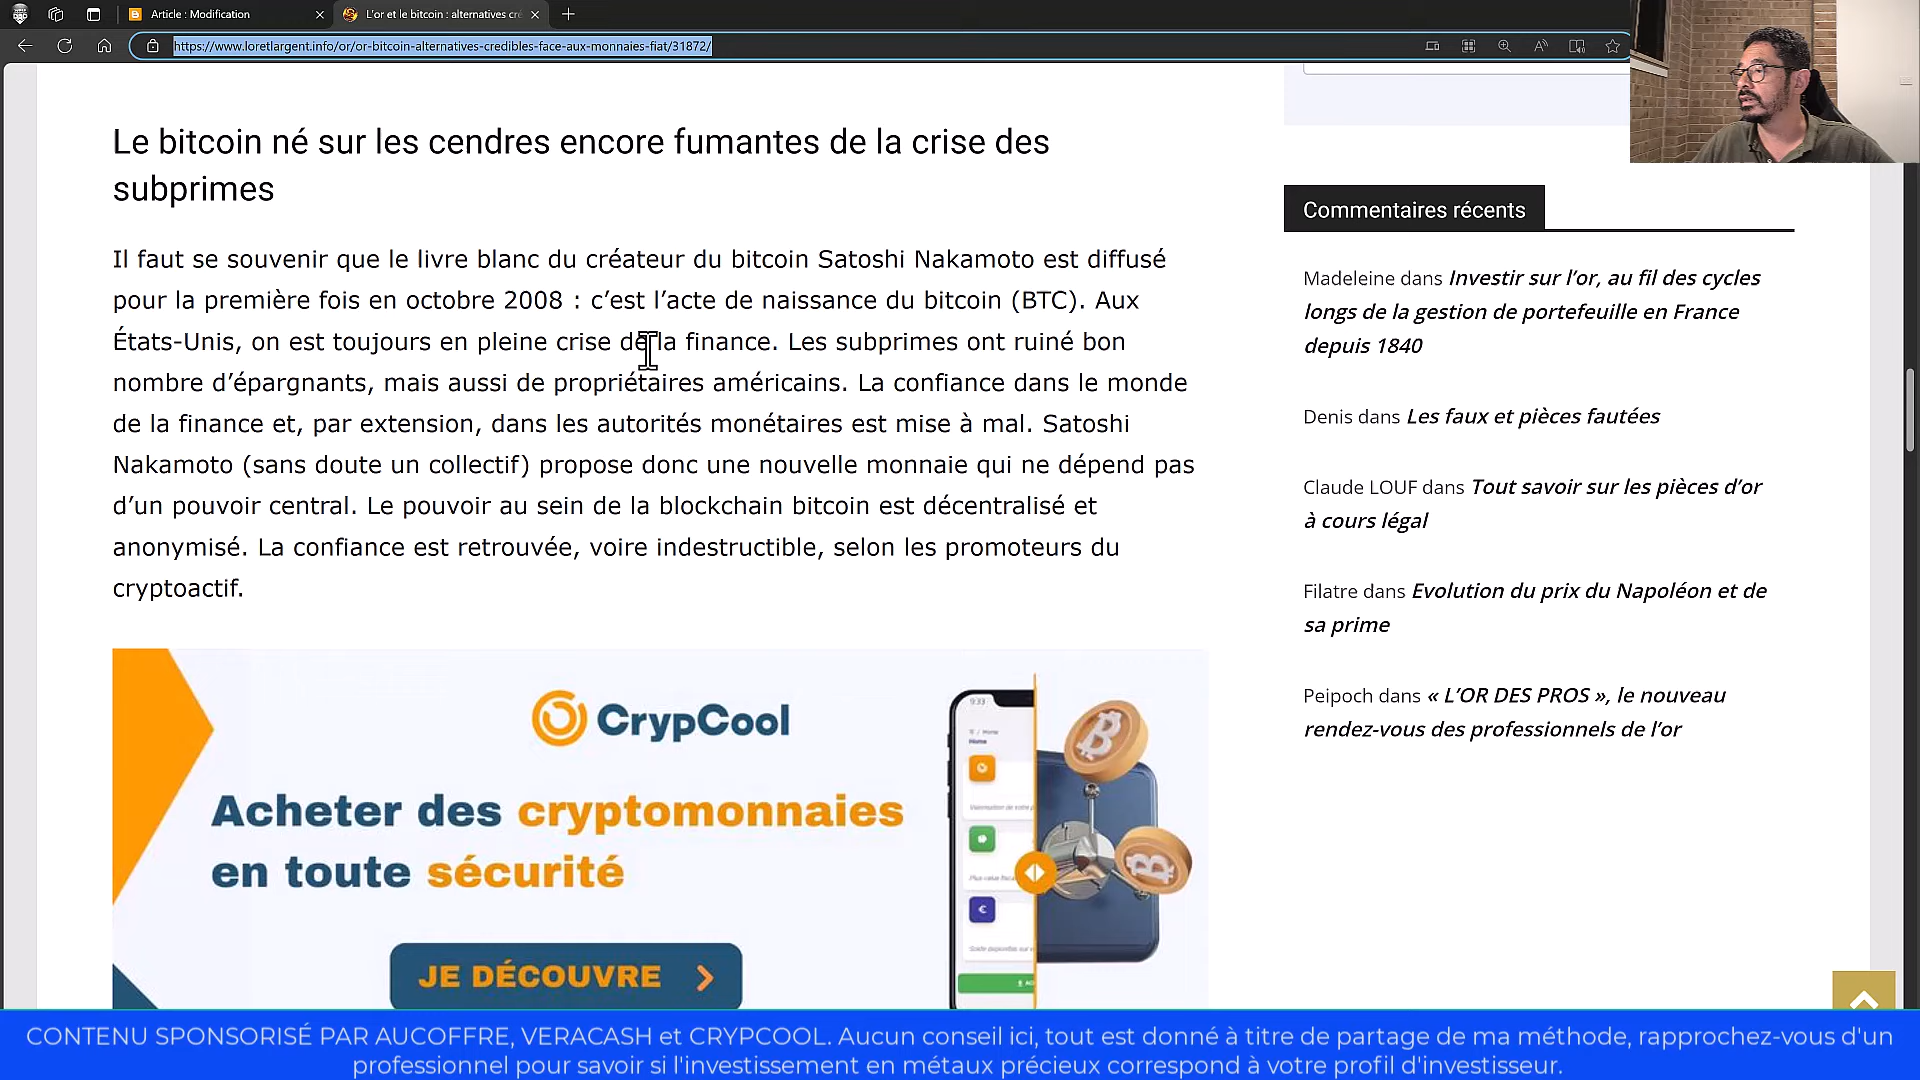 Article : Modification
L'or et le bitcoin : alternatives cré
https://www.loretlargent.info/or/or-bitcoin-alternatives-credibles-face-aux-monnaies-fiat/31872/
Le bitcoin né sur les cendres encore fumantes de la crise des
subprimes
Il faut se souvenir que le livre blanc du créateur du bitcoin Satoshi Nakamoto est diffusé
pour la première fois en octobre 2008 : c’est l’acte de naissance du bitcoin (BTC). Aux
États-Unis, on est toujours en pleine crise de la finance. Les subprimes ont ruiné bon
nombre d’épargnants, mais aussi de propriétaires américains. La confiance dans le monde
de la finance et, par extension, dans les autorités monétaires est mise à mal. Satoshi
Nakamoto (sans doute un collectif) propose donc une nouvelle monnaie qui ne dépend pas
d’un pouvoir central. Le pouvoir au sein de la blockchain bitcoin est décentralisé et
anonymisé. La confiance est retrouvée, voire indestructible, selon les promoteurs du
cryptoactif.
CrypCool
Acheter des cryptomonnaies
en toute sécurité
JE DÉCOUVRE
9:33
Home
Home
Commentaires récents
Madeleine dans Investir sur l’or, au fil des cycles
longs de la gestion de portefeuille en France
depuis 1840
Denis dans Les faux et pièces fautées
Claude LOUF dans Tout savoir sur les pièces d’or
à cours légal
Filatre dans Evolution du prix du Napoléon et de
sa prime
Peipoch dans « L’OR DES PROS », le nouveau
rendez-vous des professionnels de l’or
CONTENU SPONSORISÉ PAR AUCOFFRE, VERACASH et CRYPCOOL. Aucun conseil ici, tout est donné à titre de partage de ma méthode, rapprochez-vous d'un
professionnel pour savoir si l'investissement en métaux précieux correspond à votre profil d'investisseur.